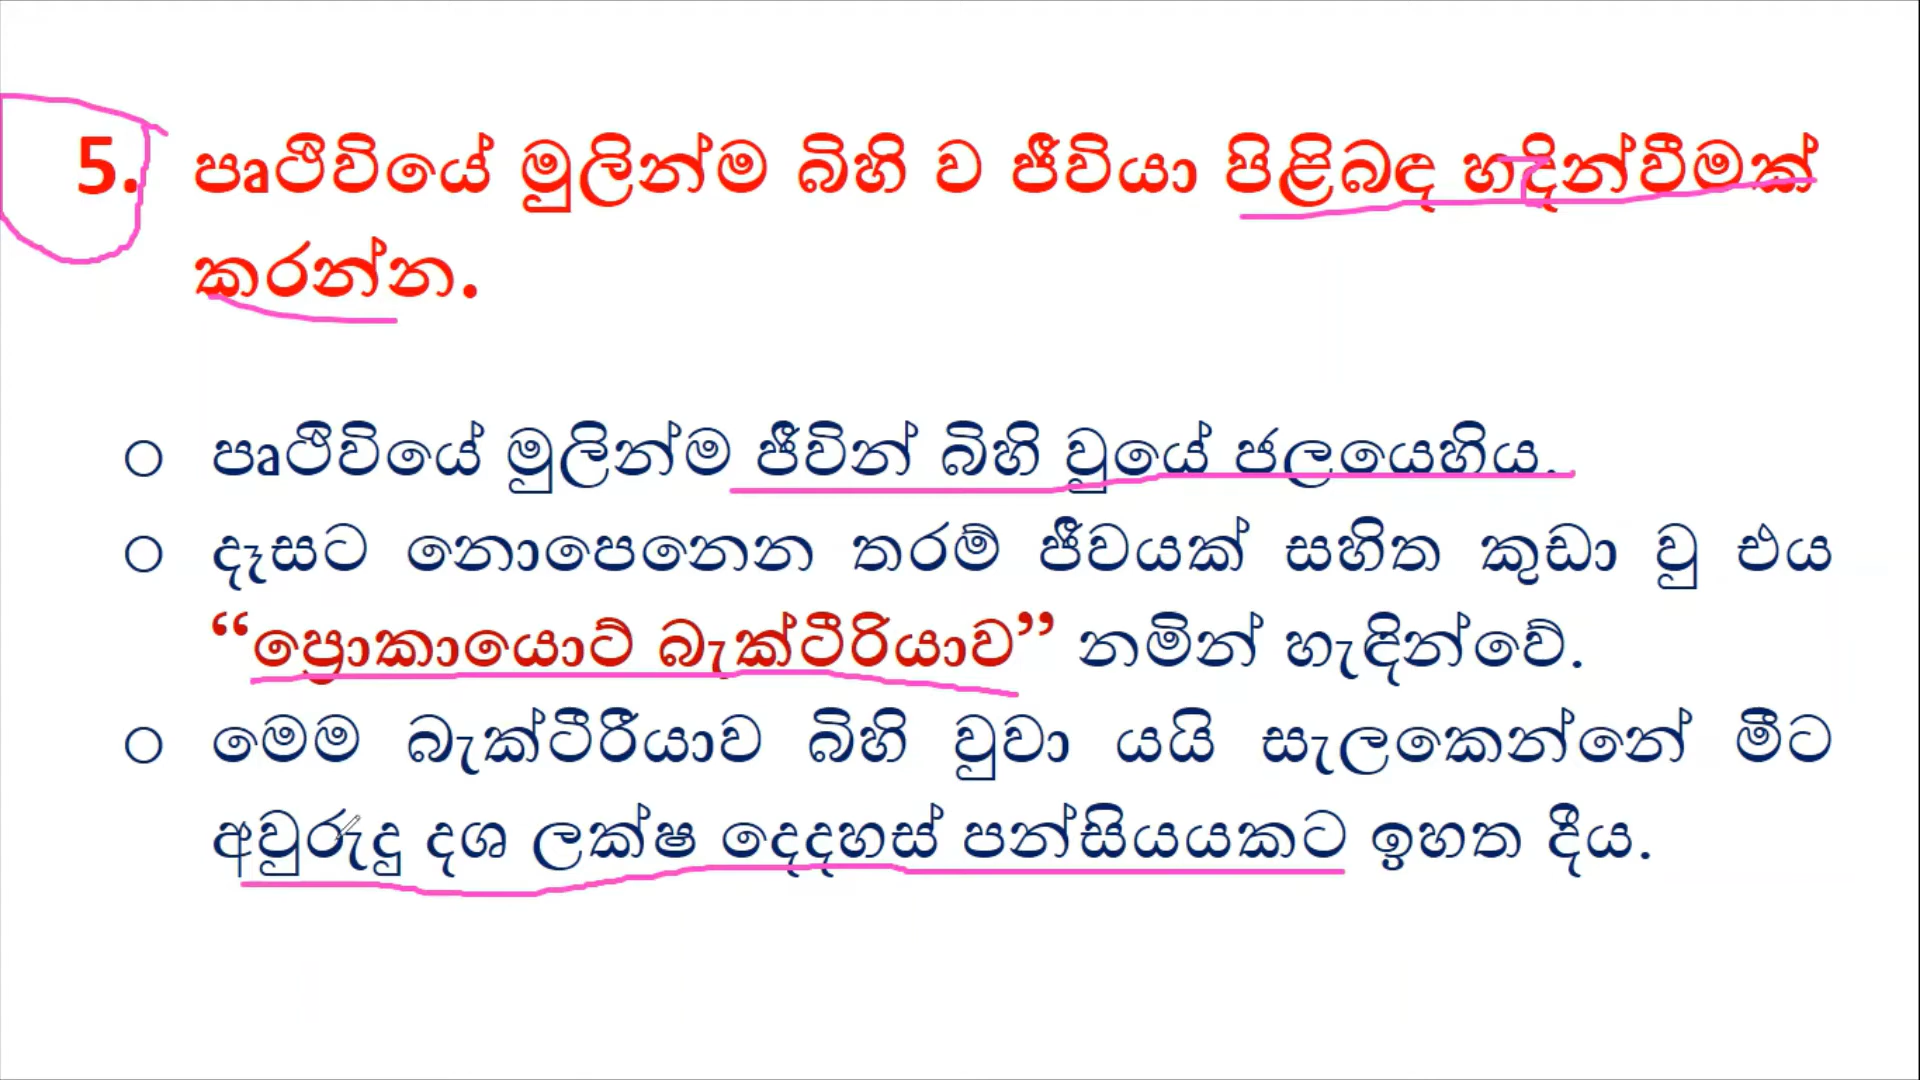 5. පෘථිවියේ මුලින්ම බිහි ව ජීවියා පිළිබඳ හදින්වීමක්
කරන්න.
○ පෘථිවියේ මුලින්ම ජීවින් බිහි වුයේ ජලයෙහිය.
○ දෑසට නොපෙනෙන තරම් ජීවයක් සහිත කුඩා වු එය
“ප්‍රොකායොට් බැක්ටීරියාව” නමින් හැඳින්වේ.
○ මෙම බැක්ටීරීයාව බිහි වුවා යයි සැලකෙන්නේ මීට
අවුරුදු දශ ලක්ෂ දෙදහස් පන්සියයකට ඉහත දීය.